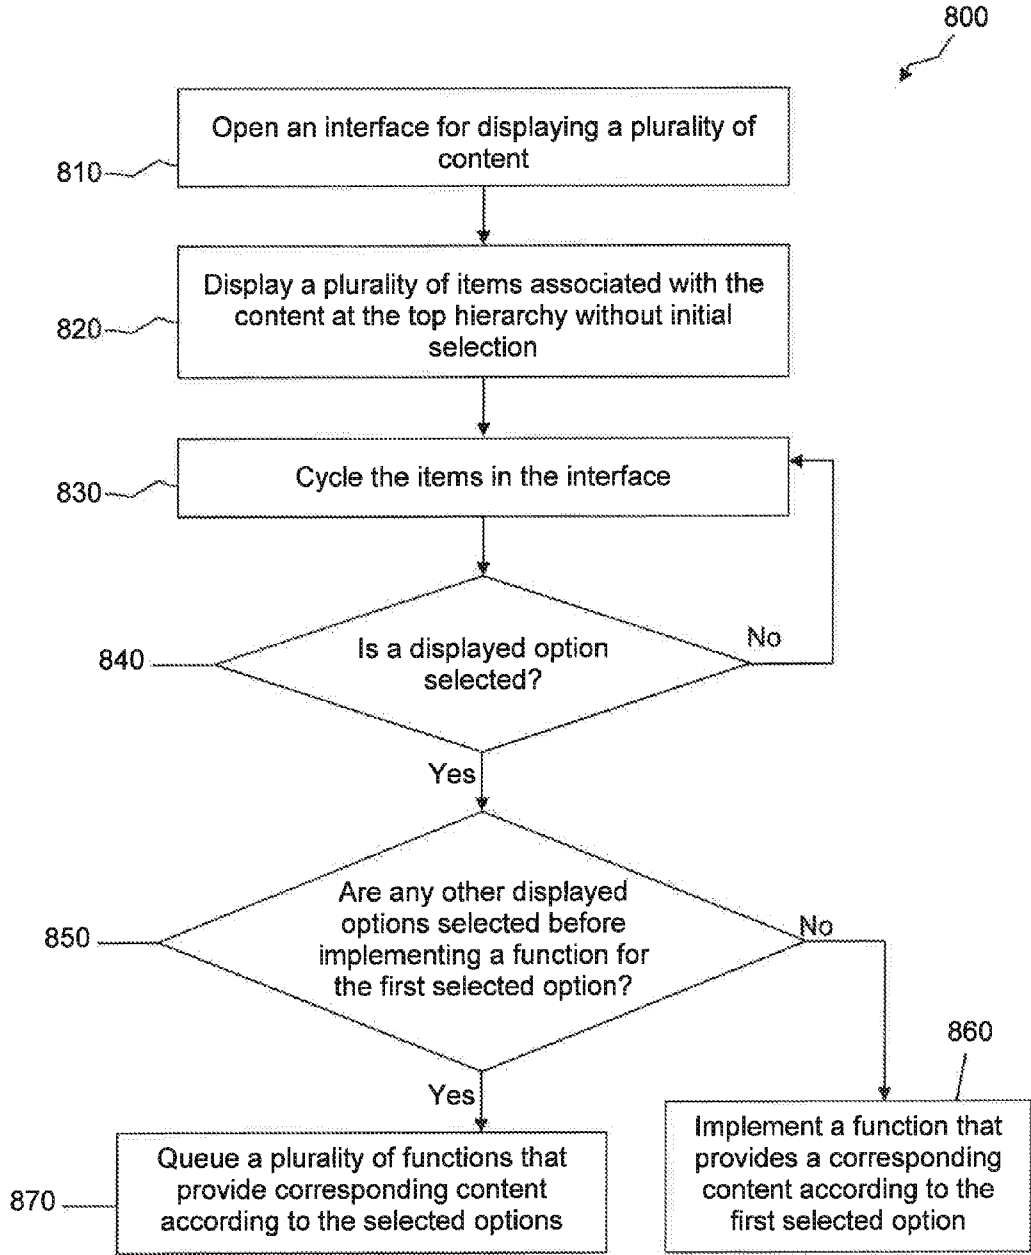 800
Open an interface for displaying a plurality of
content
810
Display a plurality of items associated with the
content at the top hierarchy without initial
selection
820
Cycle the items in the interface
830
Is a displayed option
selected?
840
No
Yes
Are any other displayed
options selected before
implementing a function for
the first selected option?
850
No
Yes
860
Implement a function that
provides a corresponding
content according to the
first selected option
Queue a plurality of functions that
provide corresponding content
according to the selected options
870